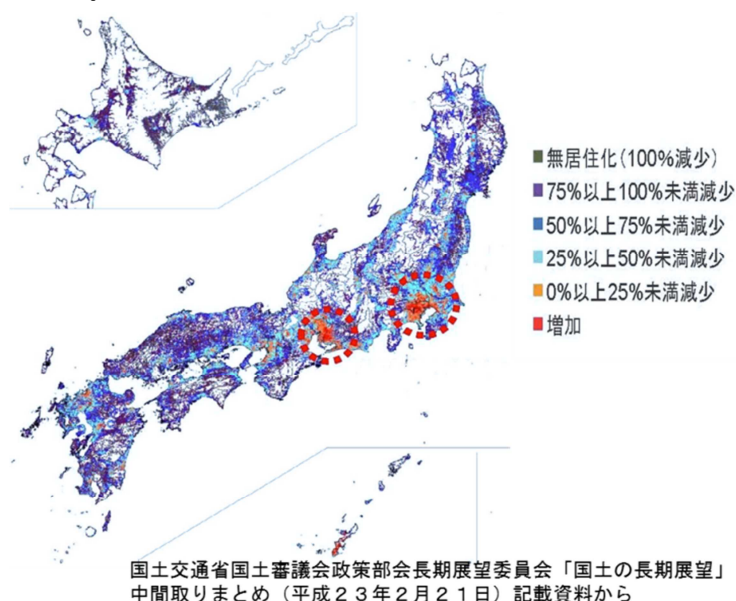 無居住化(100%減少)
75%以上100%未満減少
50%以上75%未満減少
25%以上50%未満減少
0%以上25%未満減少
増加
国土交通省国土審議会政策部会長期展望委員会「国土の長期展望」
中間取りまとめ（平成２３年２月２１日）記載資料から